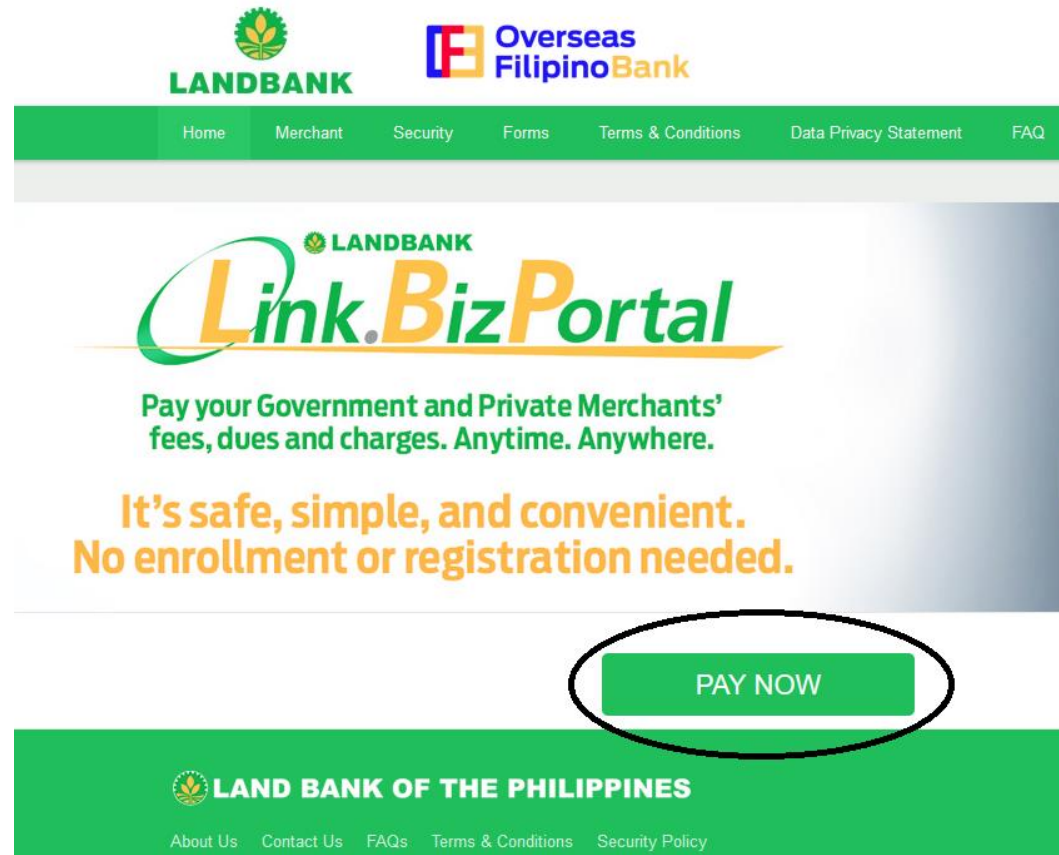 LANDBANK
Overseas
FilipinoBank
Home Merchant Security Forms Terms & Conditions Data Privacy Statement FAQ
LANDBANK
Link.BizPortal
Pay your Government and Private Merchants'
fees, dues and charges. Anytime. Anywhere.
It's safe, simple, and convenient.
No enrollment or registration needed.
PAY NOW
LAND BANK OF THE PHILIPPINES
About Us Contact Us FAQs Terms & Conditions Security Policy